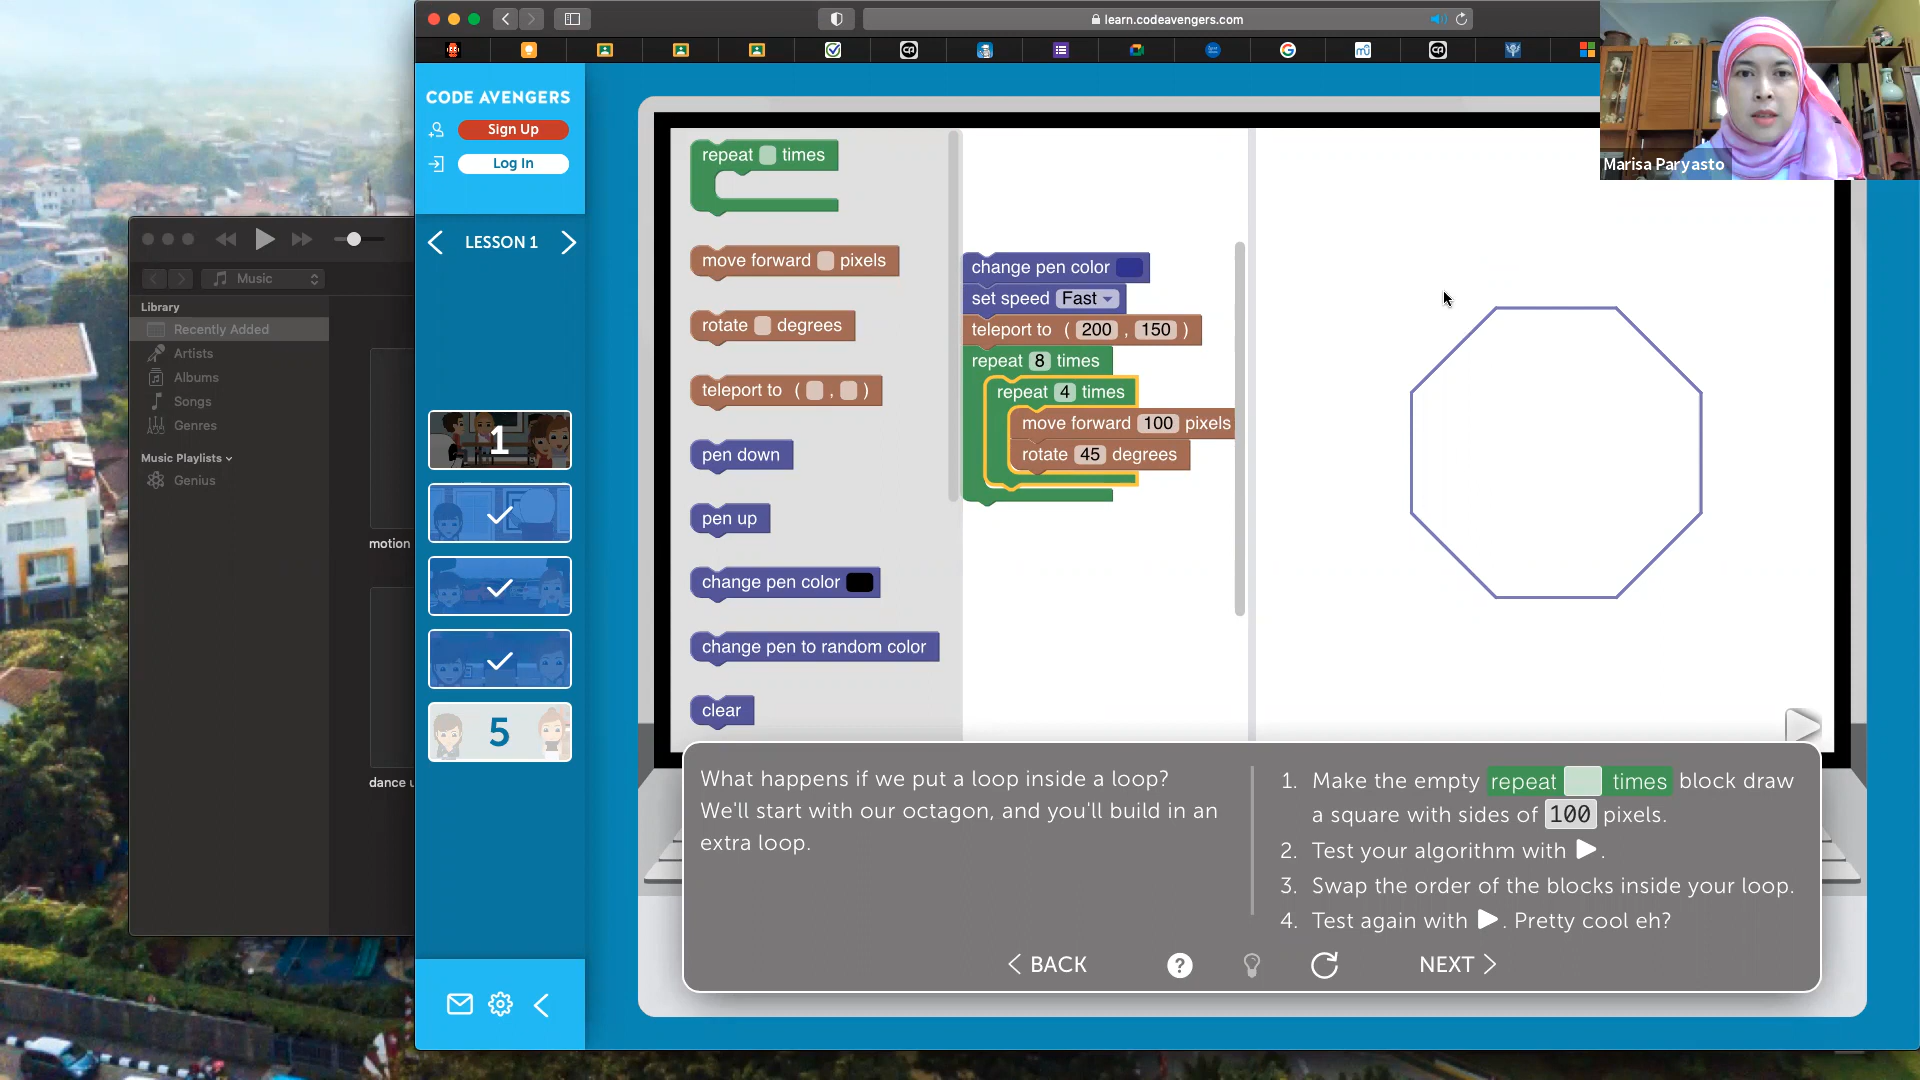 learn.codeavengers.com
CODE AVENGERS
Sign Up
Log In
LESSON 1
1
5
Music
Library
Recently Added
Artists
Albums
Songs
Genres
Music Playlists
Genius
motion
dance u
repeat times
move forward pixels
rotate degrees
teleport to ( , )
pen down
pen up
change pen color
change pen to random color
clear
change pen color
set speed Fast
teleport to ( 200 , 150 )
repeat 8 times
repeat 4 times
move forward 100 pixels
rotate 45 degrees
Marisa Paryasto
What happens if we put a loop inside a loop?
We'll start with our octagon, and you'll build in an
extra loop.
1. Make the empty repeat times block draw
a square with sides of 100 pixels.
2. Test your algorithm with .
3. Swap the order of the blocks inside your loop.
4. Test again with . Pretty cool eh?
BACK
?
NEXT